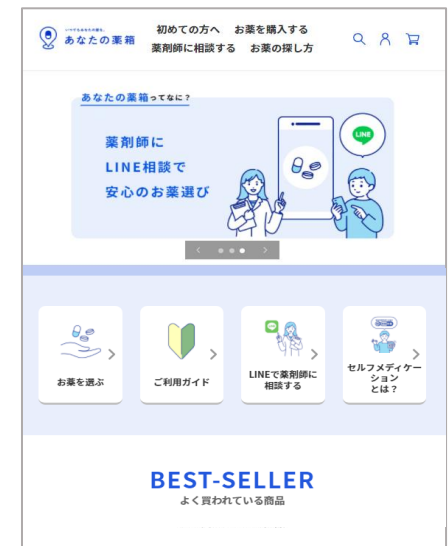 いつでもあなたの傍に。
あなたの薬箱
初めての方へ お薬を購入する
薬剤師に相談する お薬の探し方
あなたの薬箱ってなに？
薬剤師に
LINE相談で
安心のお薬選び
LINE
お薬を選ぶ
ご利用ガイド
LINEで薬剤師に
相談する
セルフメディケー
ション
とは？
BEST-SELLER
よく買われている商品